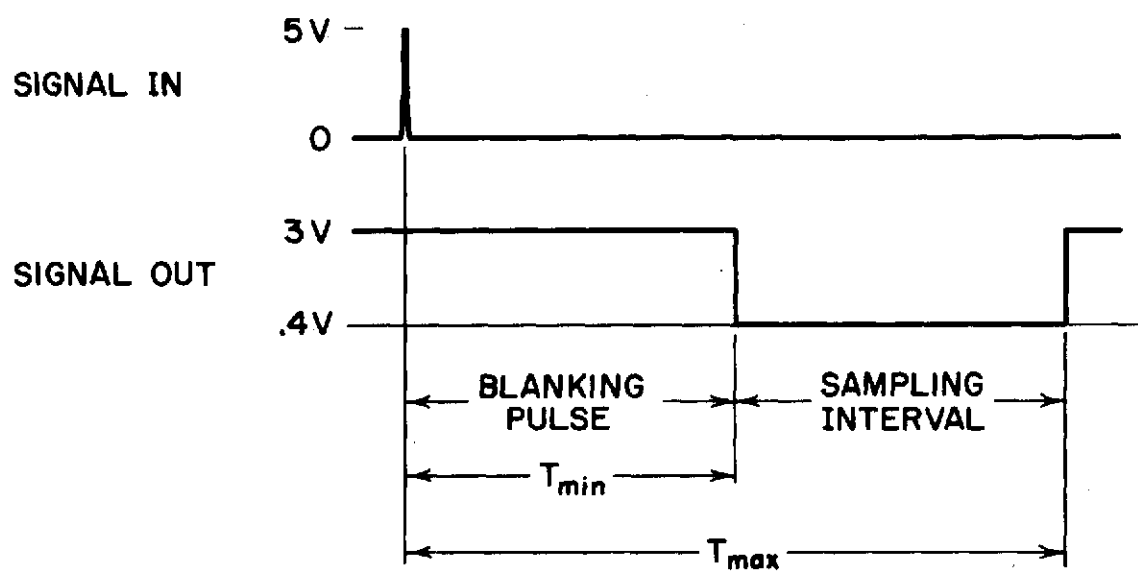 5V
SIGNAL IN
0
3V
SIGNAL OUT
.4V
BLANKING
PULSE
SAMPLING
INTERVAL
Tmin
Tmax